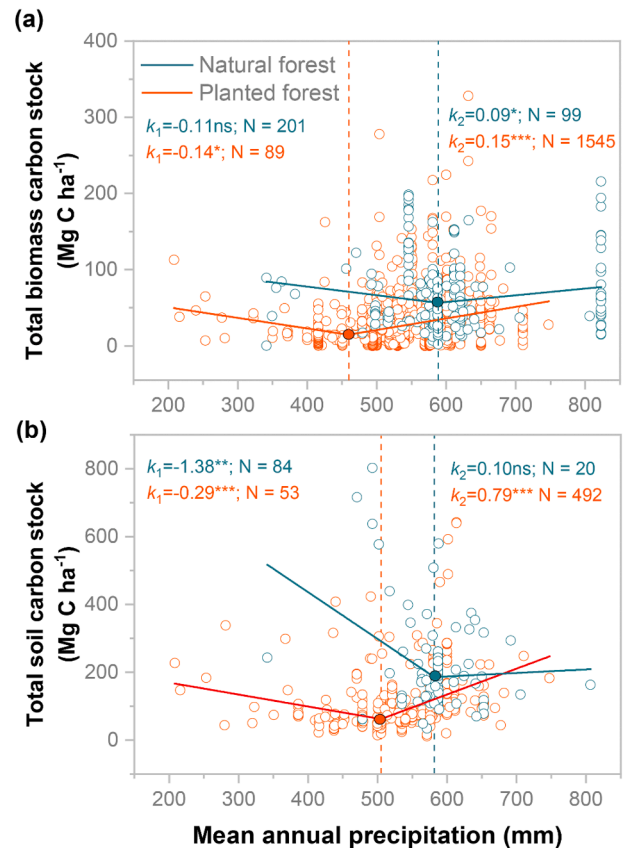 (a)
Total biomass carbon stock
(Mg C ha⁻¹)
400
300
200
100
0
Natural forest
Planted forest
k₁=-0.11ns; N = 201
k₁=-0.14*; N = 89
k₂=0.09*; N = 99
k₂=0.15***; N = 1545
200 300 400 500 600 700 800
(b)
Total soil carbon stock
(Mg C ha⁻¹)
800
600
400
200
0
k₁=-1.38**; N = 84
k₁=-0.29***; N = 53
k₂=0.10ns; N = 20
k₂=0.79*** N = 492
200 300 400 500 600 700 800
Mean annual precipitation (mm)